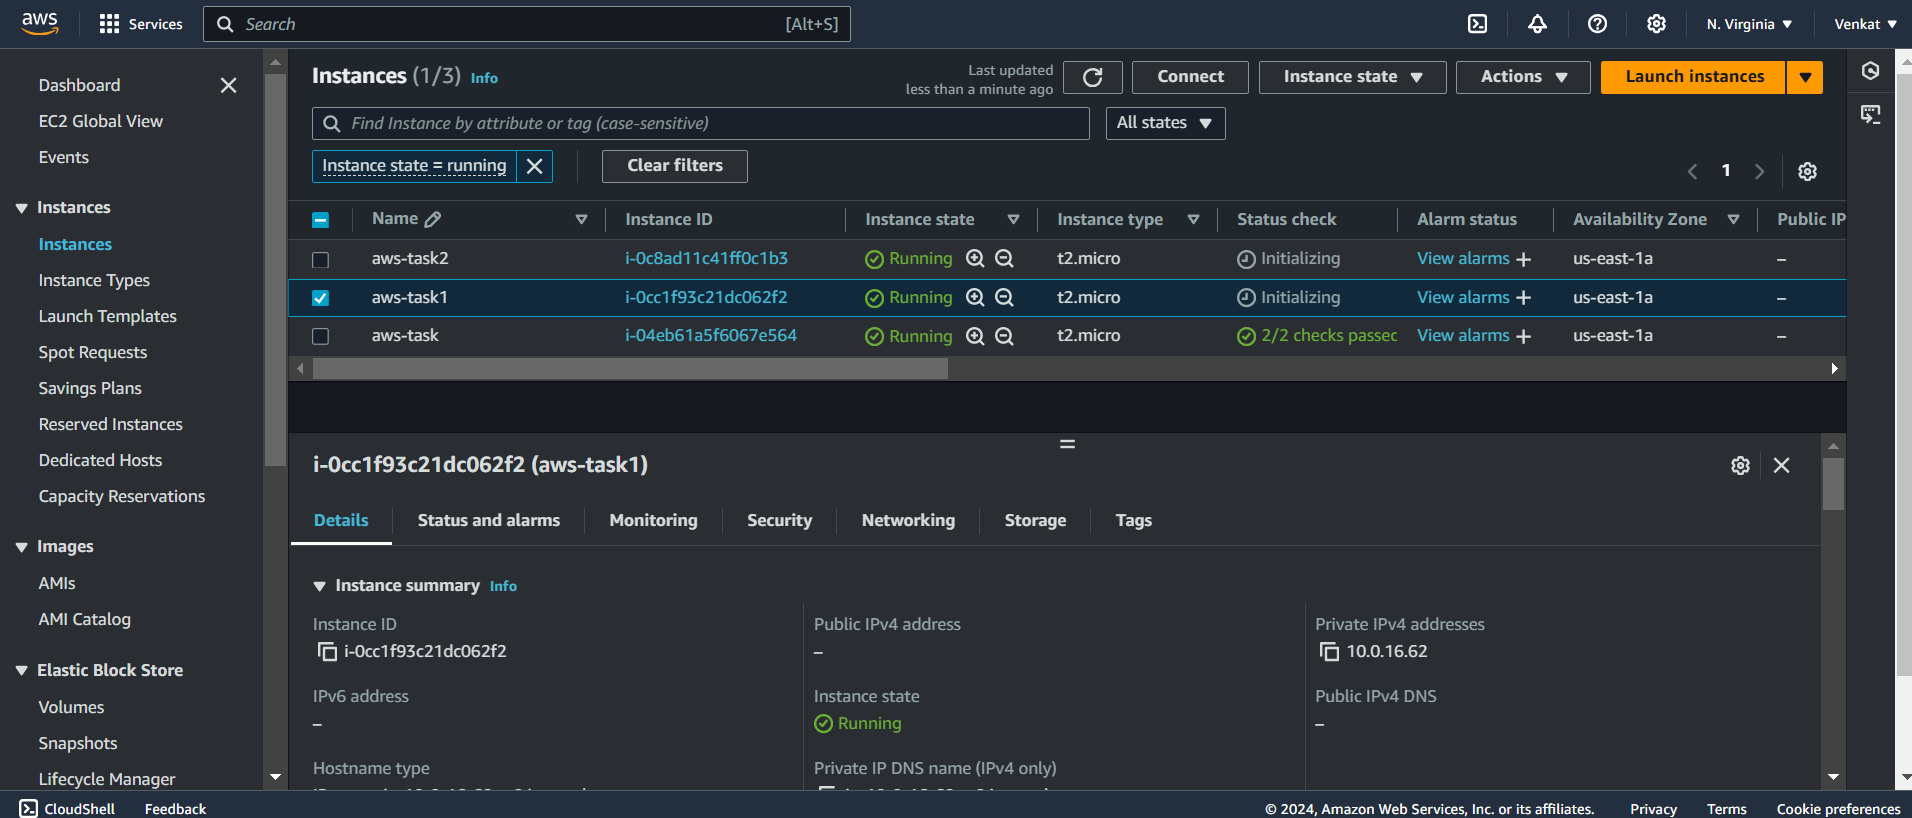 aws
Services
Search
[Alt+S]
N. Virginia
Venkat
Dashboard
EC2 Global View
Events
Instances
Instances
Instance Types
Launch Templates
Spot Requests
Savings Plans
Reserved Instances
Dedicated Hosts
Capacity Reservations
Images
AMIs
AMI Catalog
Elastic Block Store
Volumes
Snapshots
Lifecycle Manager
Instances (1/3) Info
Last updated
less than a minute ago
Connect
Instance state
Actions
Launch instances
Find Instance by attribute or tag (case-sensitive)
All states
Instance state = running
Clear filters
1
Name Instance ID Instance state Instance type Status check Alarm status Availability Zone Public IP
aws-task2 i-0c8ad11c41ff0c1b3 Running t2.micro Initializing View alarms + us-east-1a –
aws-task1 i-0cc1f93c21dc062f2 Running t2.micro Initializing View alarms + us-east-1a –
aws-task i-04eb61a5f6067e564 Running t2.micro 2/2 checks passec View alarms + us-east-1a –
i-0cc1f93c21dc062f2 (aws-task1)
Details Status and alarms Monitoring Security Networking Storage Tags
Instance summary Info
Instance ID
i-0cc1f93c21dc062f2
Public IPv4 address
–
Private IPv4 addresses
10.0.16.62
IPv6 address
–
Instance state
Running
Public IPv4 DNS
–
Hostname type
Private IP DNS name (IPv4 only)
CloudShell Feedback
© 2024, Amazon Web Services, Inc. or its affiliates. Privacy Terms Cookie preferences